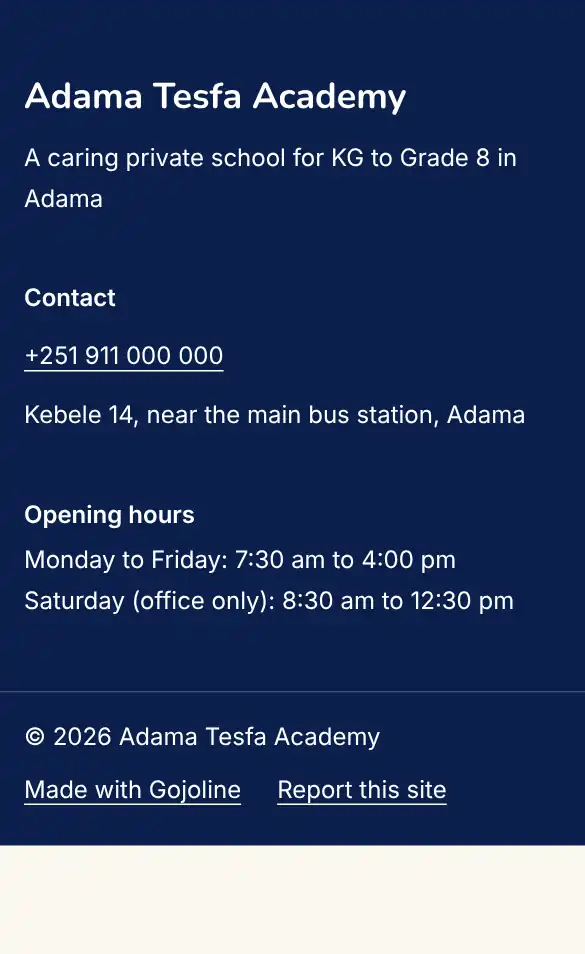 Adama Tesfa Academy
A caring private school for KG to Grade 8 in
Adama
Contact
+251 911 000 000
Kebele 14, near the main bus station, Adama
Opening hours
Monday to Friday: 7:30 am to 4:00 pm
Saturday (office only): 8:30 am to 12:30 pm
© 2026 Adama Tesfa Academy
Made with Gojoline Report this site